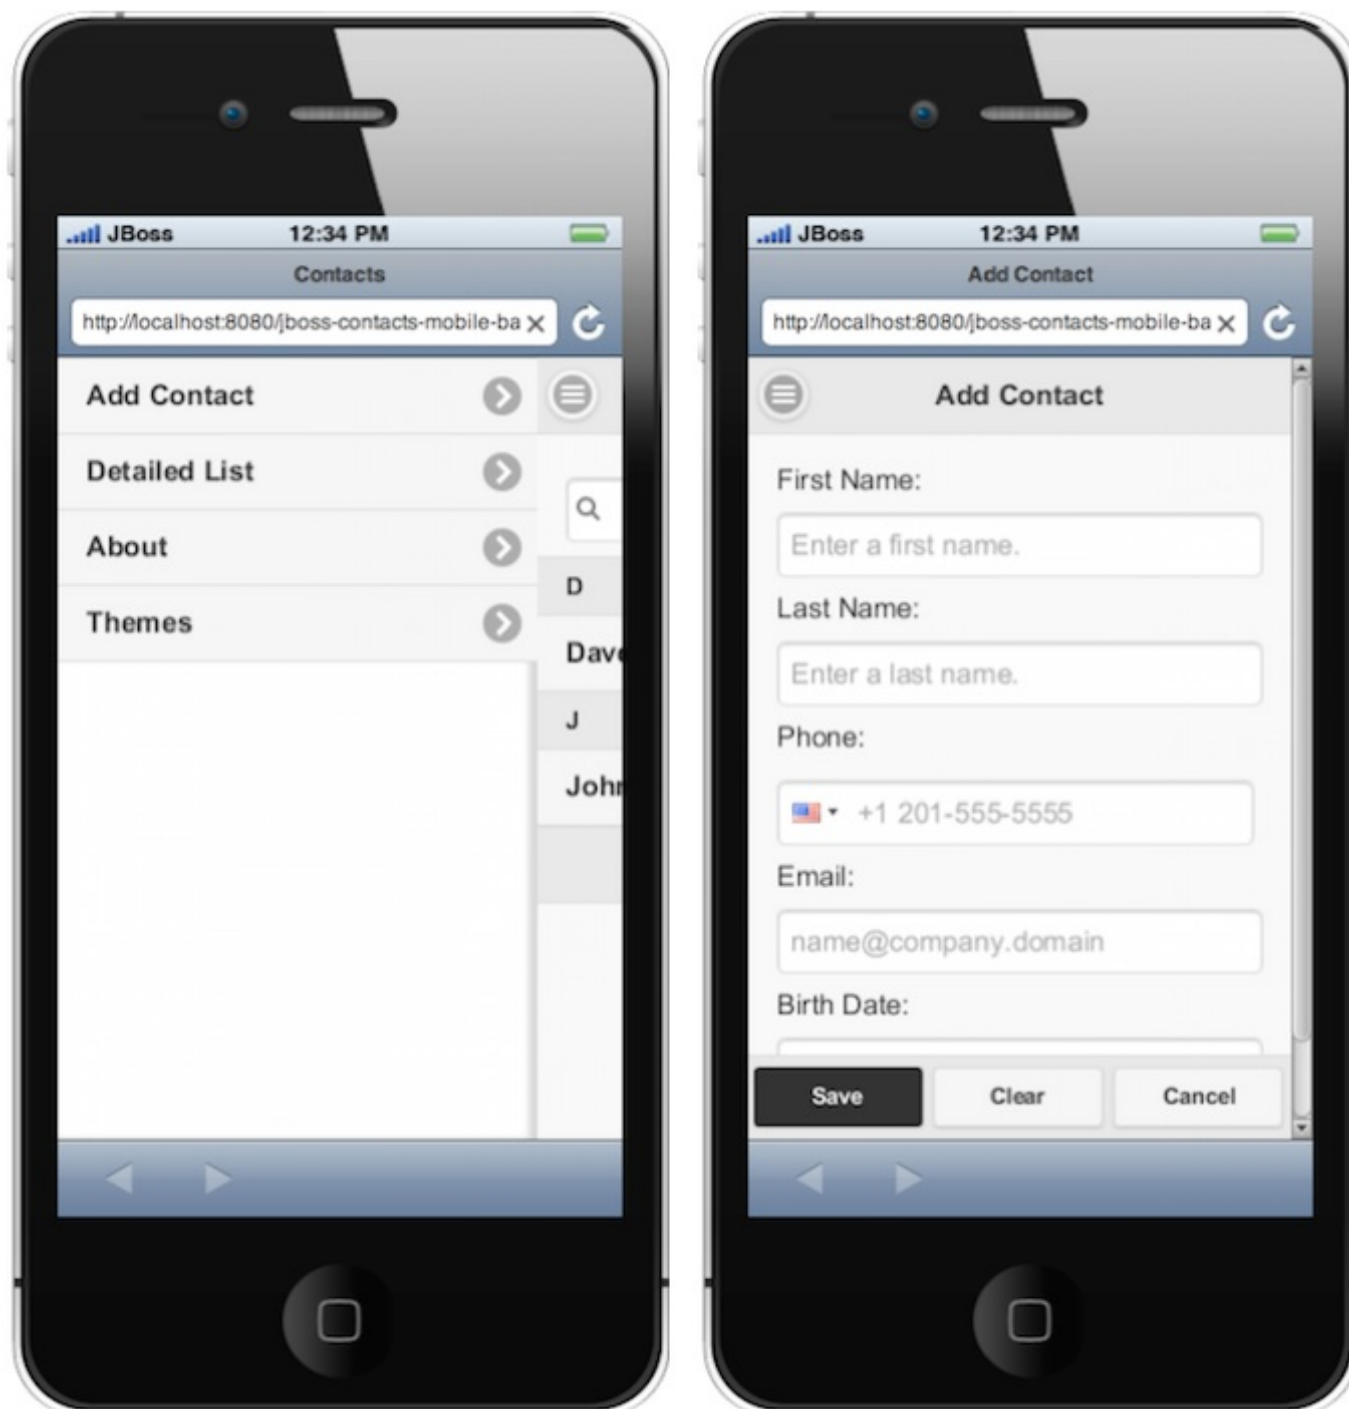 JBoss 12:34 PM
Contacts
http://localhost:8080/jboss-contacts-mobile-ba
Add Contact
Detailed List
About
Themes
D
Dave
J
John
JBoss 12:34 PM
Add Contact
http://localhost:8080/jboss-contacts-mobile-ba
Add Contact
First Name:
Enter a first name.
Last Name:
Enter a last name.
Phone:
+1 201-555-5555
Email:
name@company.domain
Birth Date:
Save Clear Cancel